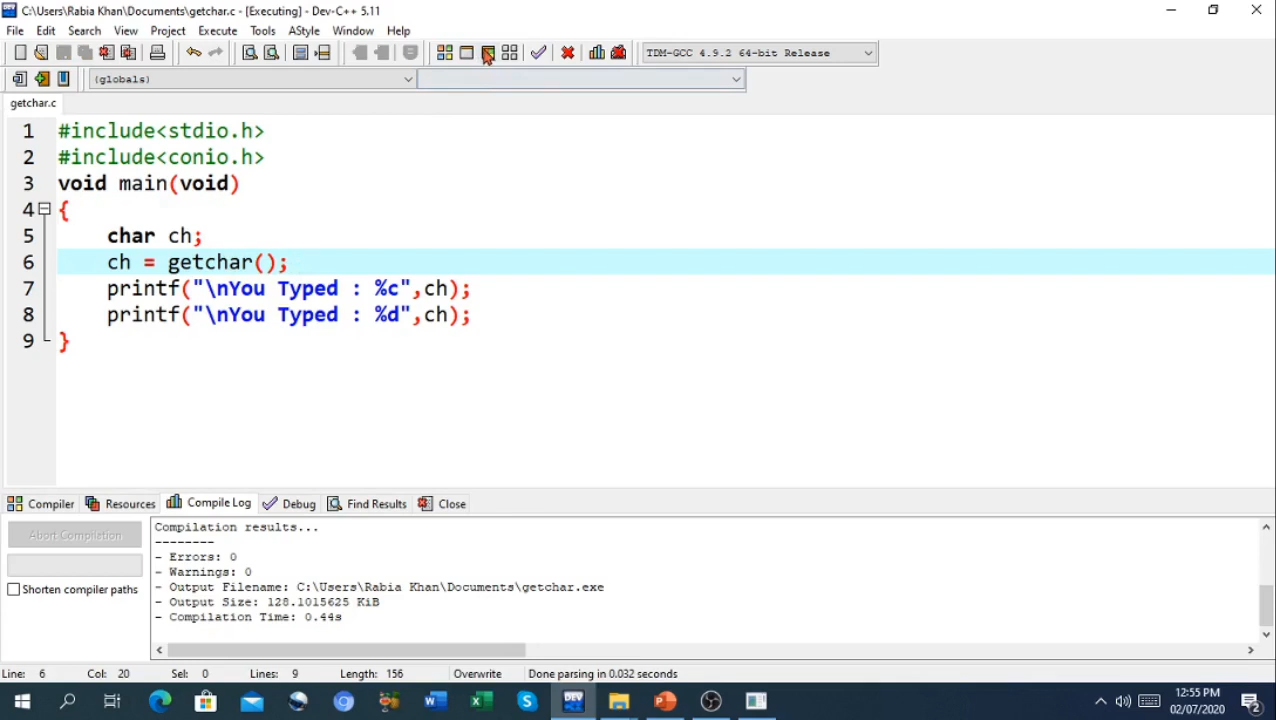 C:\Users\Rabia Khan\Documents\getchar.c - [Executing] - Dev-C++ 5.11
File Edit Search View Project Execute Tools AStyle Window Help
TDM-GCC 4.9.2 64-bit Release
(globals)
getchar.c
1 #include<stdio.h>
2 #include<conio.h>
3 void main(void)
4 {
5 char ch;
6 ch = getchar();
7 printf("\nYou Typed : %c",ch);
8 printf("\nYou Typed : %d",ch);
9 }
Compiler Resources Compile Log Debug Find Results Close
Abort Compilation
Shorten compiler paths
Compilation results...
--------
- Errors: 0
- Warnings: 0
- Output Filename: C:\Users\Rabia Khan\Documents\getchar.exe
- Output Size: 128.1015625 KiB
- Compilation Time: 0.44s
Line: 6 Col: 20 Sel: 0 Lines: 9 Length: 156 Overwrite Done parsing in 0.032 seconds
DEV
12:55 PM
02/07/2020
2